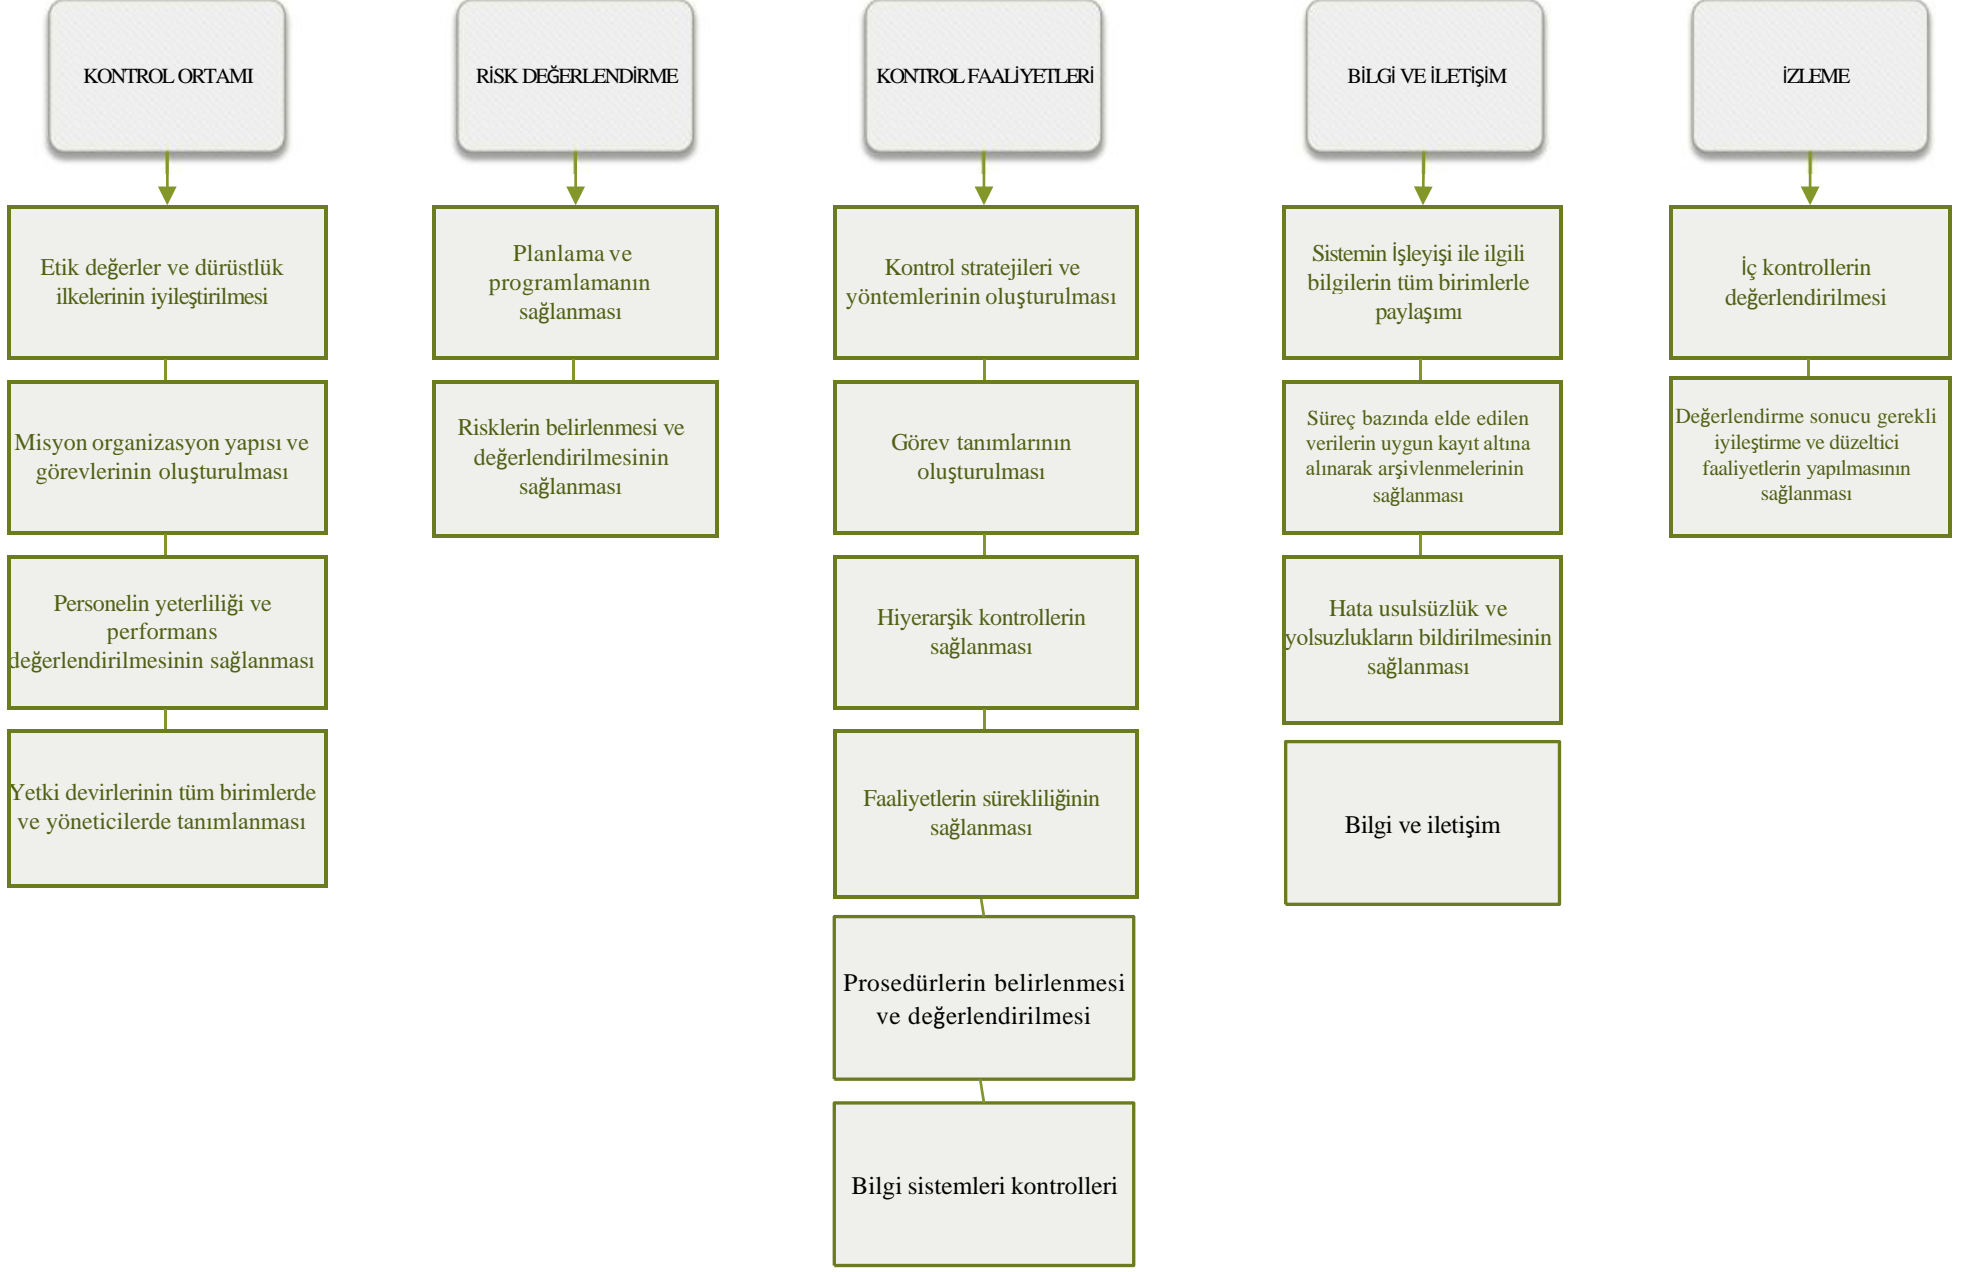 KONTROL ORTAMI
RİSK DEĞERLENDİRME
KONTROL FAALİYETLERİ
BİLGİ VE İLETİŞİM
İZLEME
Etik değerler ve dürüstlük
ilkelerinin iyileştirilmesi
Misyon organizasyon yapısı ve
görevlerinin oluşturulması
Personelin yeterliliği ve
performans
değerlendirilmesinin sağlanması
Yetki devirlerinin tüm birimlerde
ve yöneticilerde tanımlanması
Planlama ve
programlamanın
sağlanması
Risklerin belirlenmesi ve
değerlendirilmesinin
sağlanması
Kontrol stratejileri ve
yöntemlerinin oluşturulması
Görev tanımlarının
oluşturulması
Hiyerarşik kontrollerin
sağlanması
Faaliyetlerin sürekliliğinin
sağlanması
Prosedürlerin belirlenmesi
ve değerlendirilmesi
Bilgi sistemleri kontrolleri
Sistemin İşleyişi ile ilgili
bilgilerin tüm birimlerle
paylaşımı
Süreç bazında elde edilen
verilerin uygun kayıt altına
alınarak arşivlenmelerinin
sağlanması
Hata usulsüzlük ve
yolsuzlukların bildirilmesinin
sağlanması
Bilgi ve iletişim
İç kontrollerin
değerlendirilmesi
Değerlendirme sonucu gerekli
iyileştirme ve düzeltici
faaliyetlerin yapılmasının
sağlanması